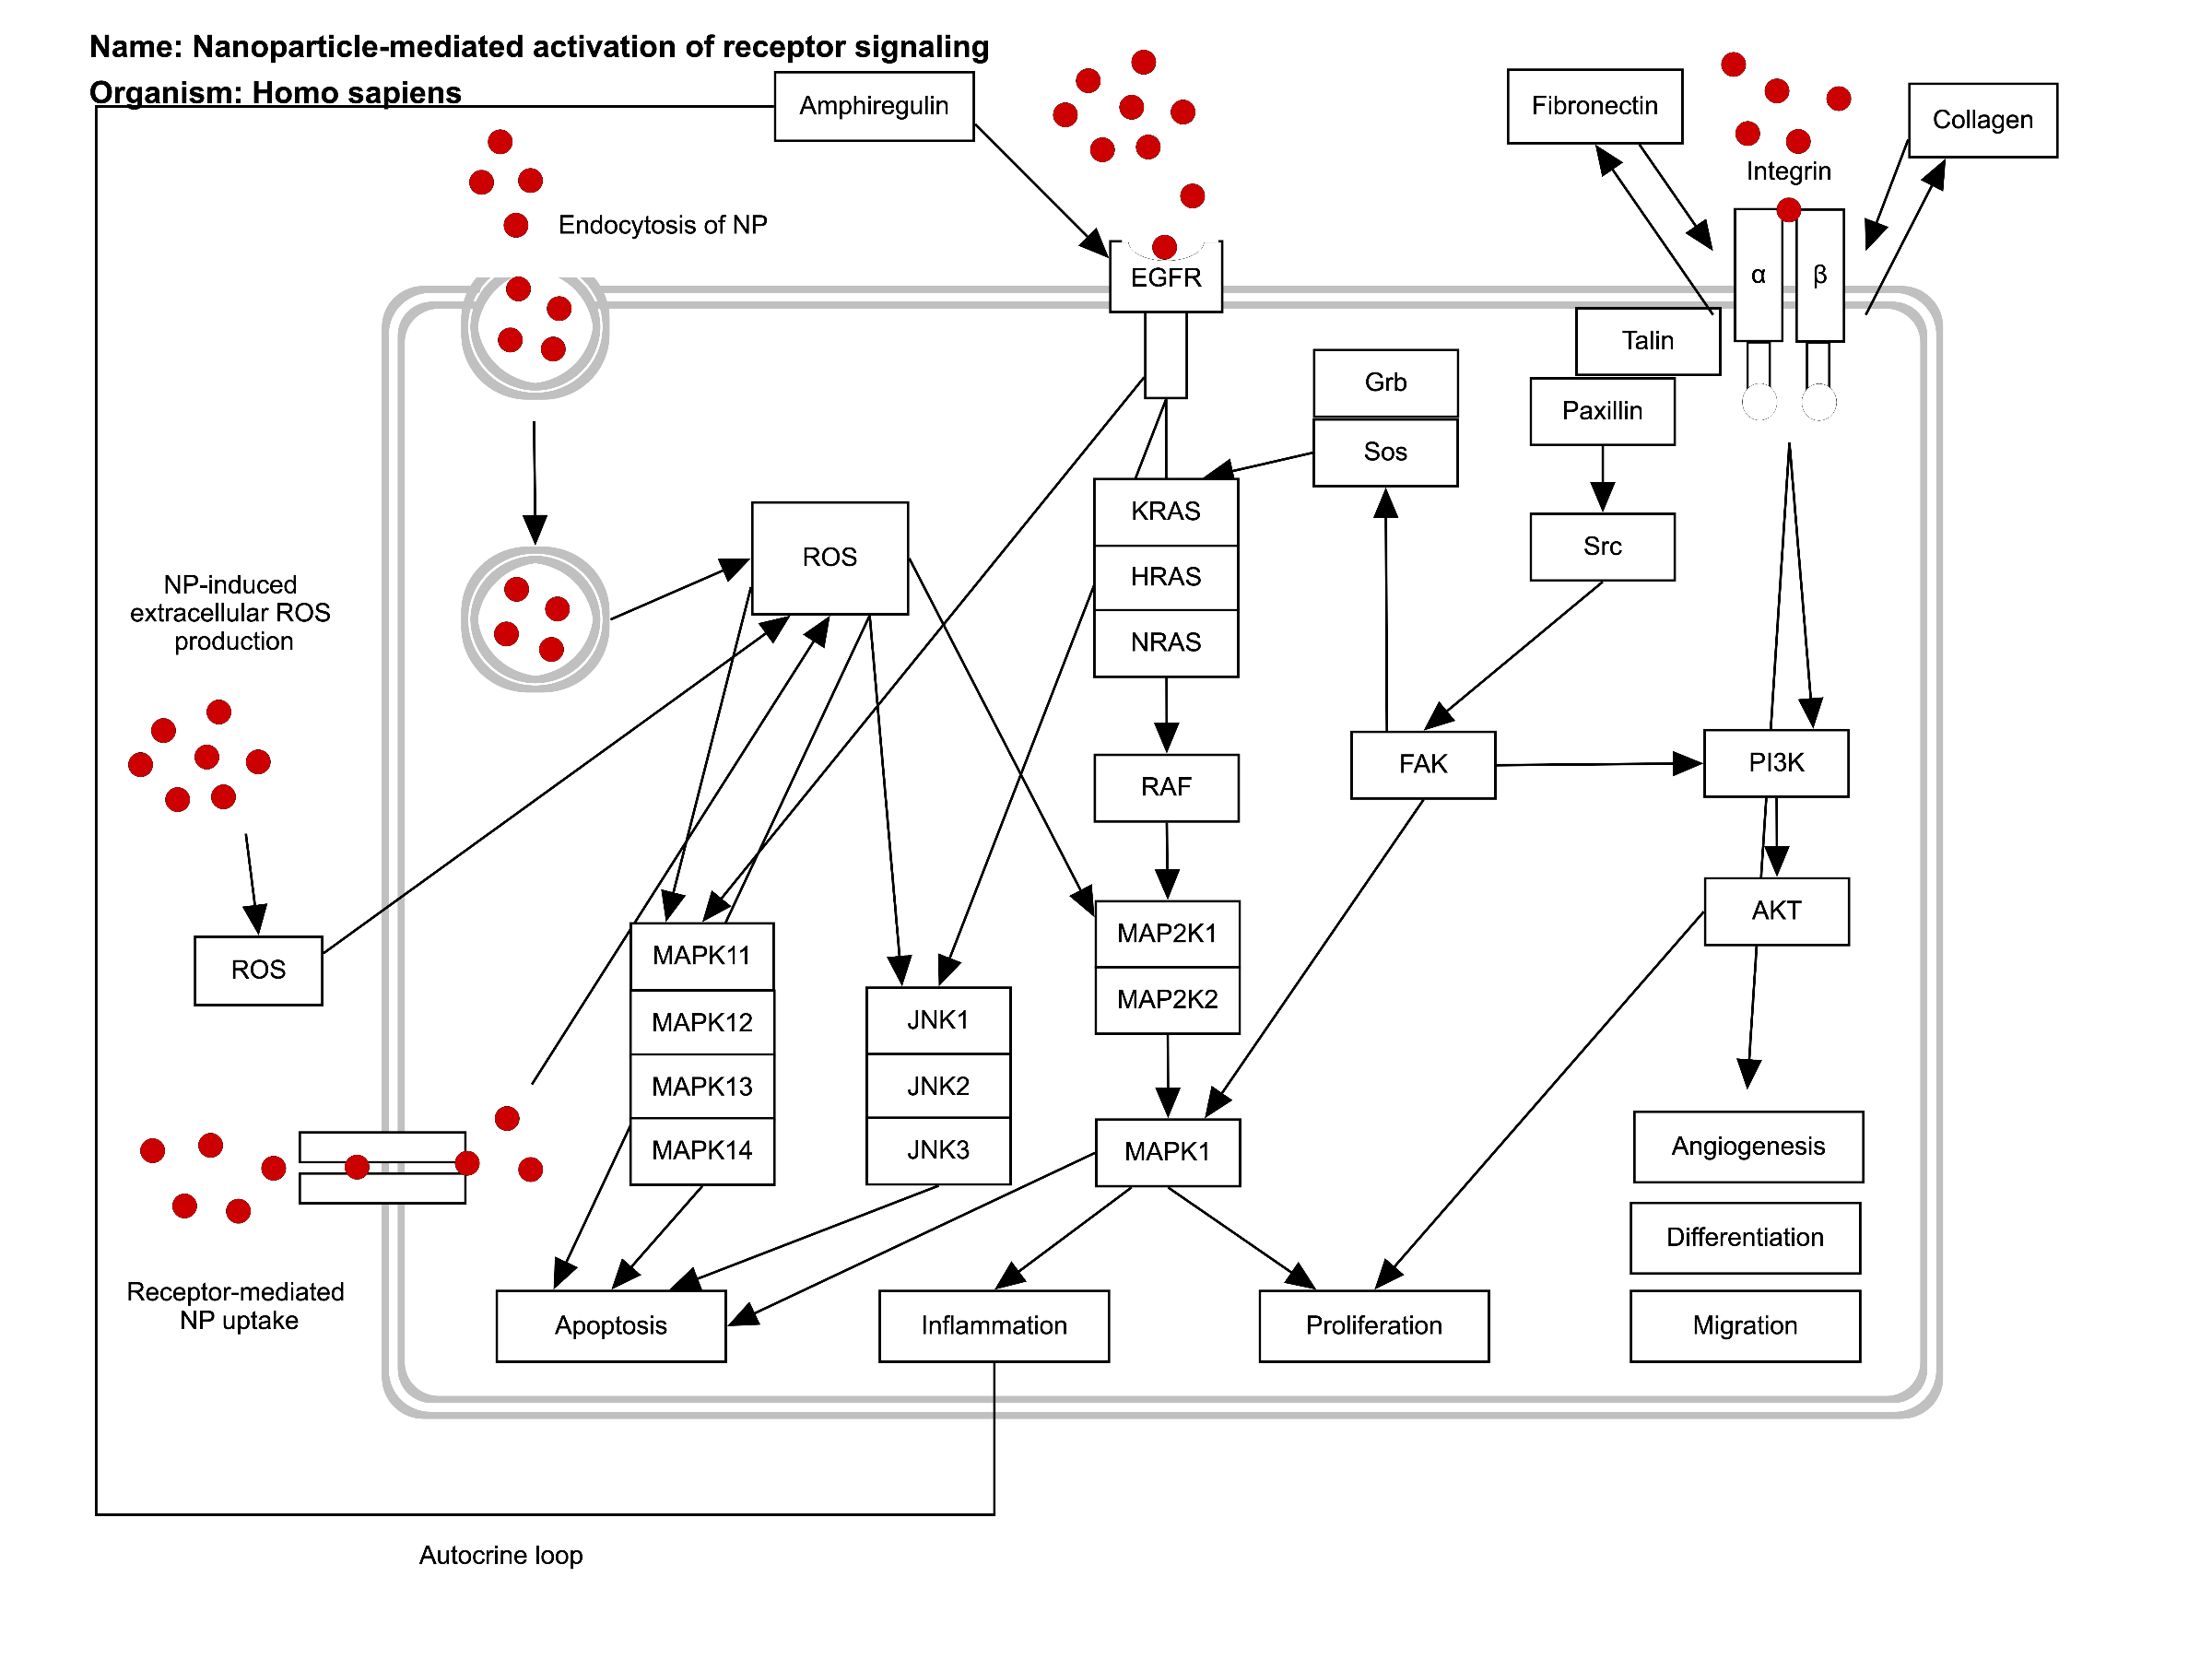 Name: Nanoparticle-mediated activation of receptor signaling
Organism: Homo sapiens
Amphiregulin
Fibronectin
Collagen
Integrin
Endocytosis of NP
EGFR
α
β
Talin
Grb
Paxillin
Sos
KRAS
ROS
Src
HRAS
NP-induced
extracellular ROS
production
NRAS
FAK
PI3K
RAF
AKT
MAP2K1
MAPK11
ROS
MAP2K2
MAPK12
JNK1
MAPK13
JNK2
MAPK14
JNK3
MAPK1
Angiogenesis
Differentiation
Receptor-mediated
NP uptake
Apoptosis
Inflammation
Proliferation
Migration
Autocrine loop